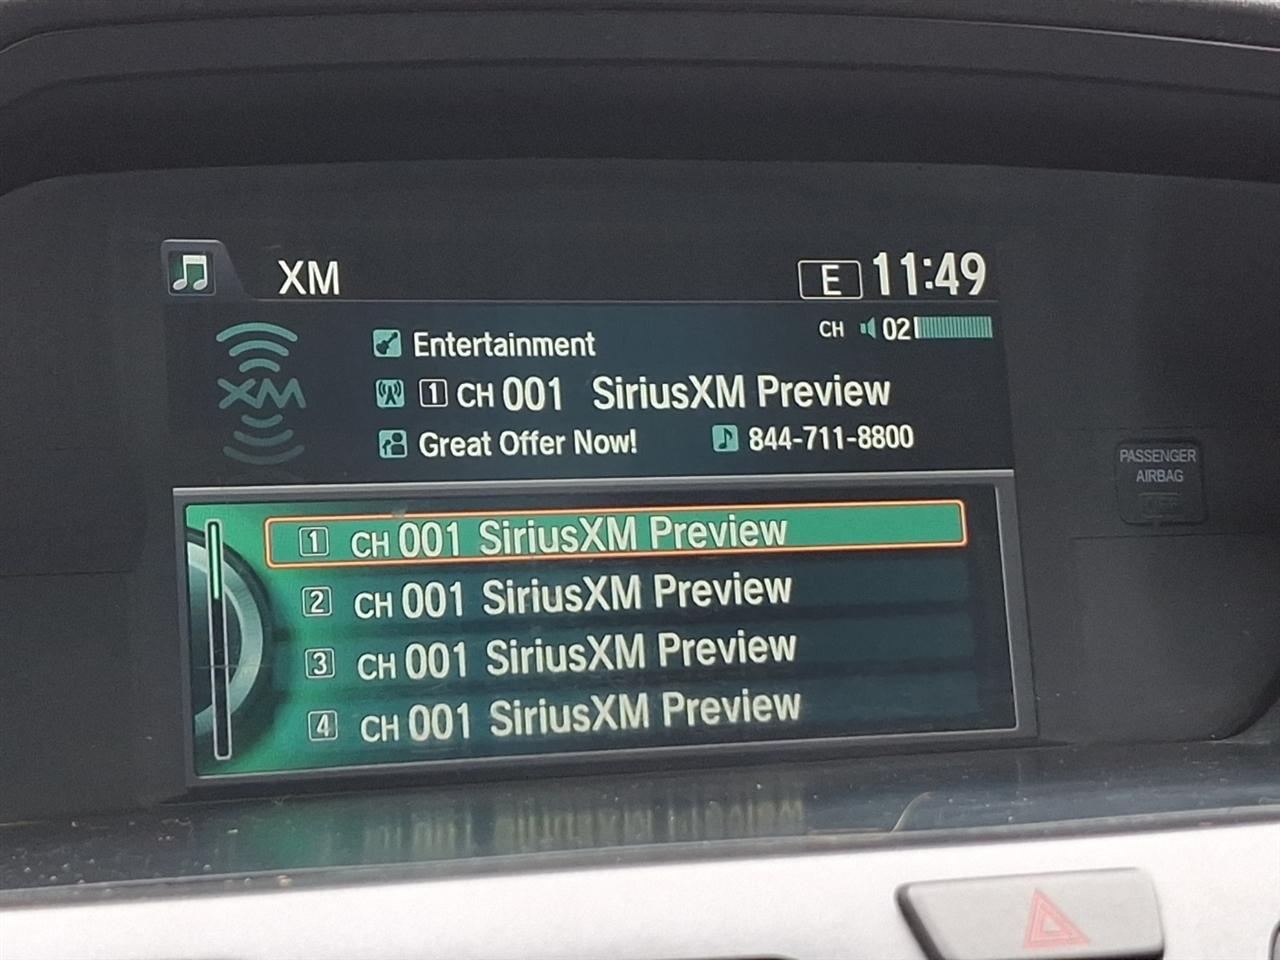 XM E 11:49
Entertainment CH 02
1 CH 001 SiriusXM Preview
Great Offer Now! 844-711-8800
XM
1 CH 001 SiriusXM Preview
2 CH 001 SiriusXM Preview
3 CH 001 SiriusXM Preview
4 CH 001 SiriusXM Preview
PASSENGER
AIRBAG